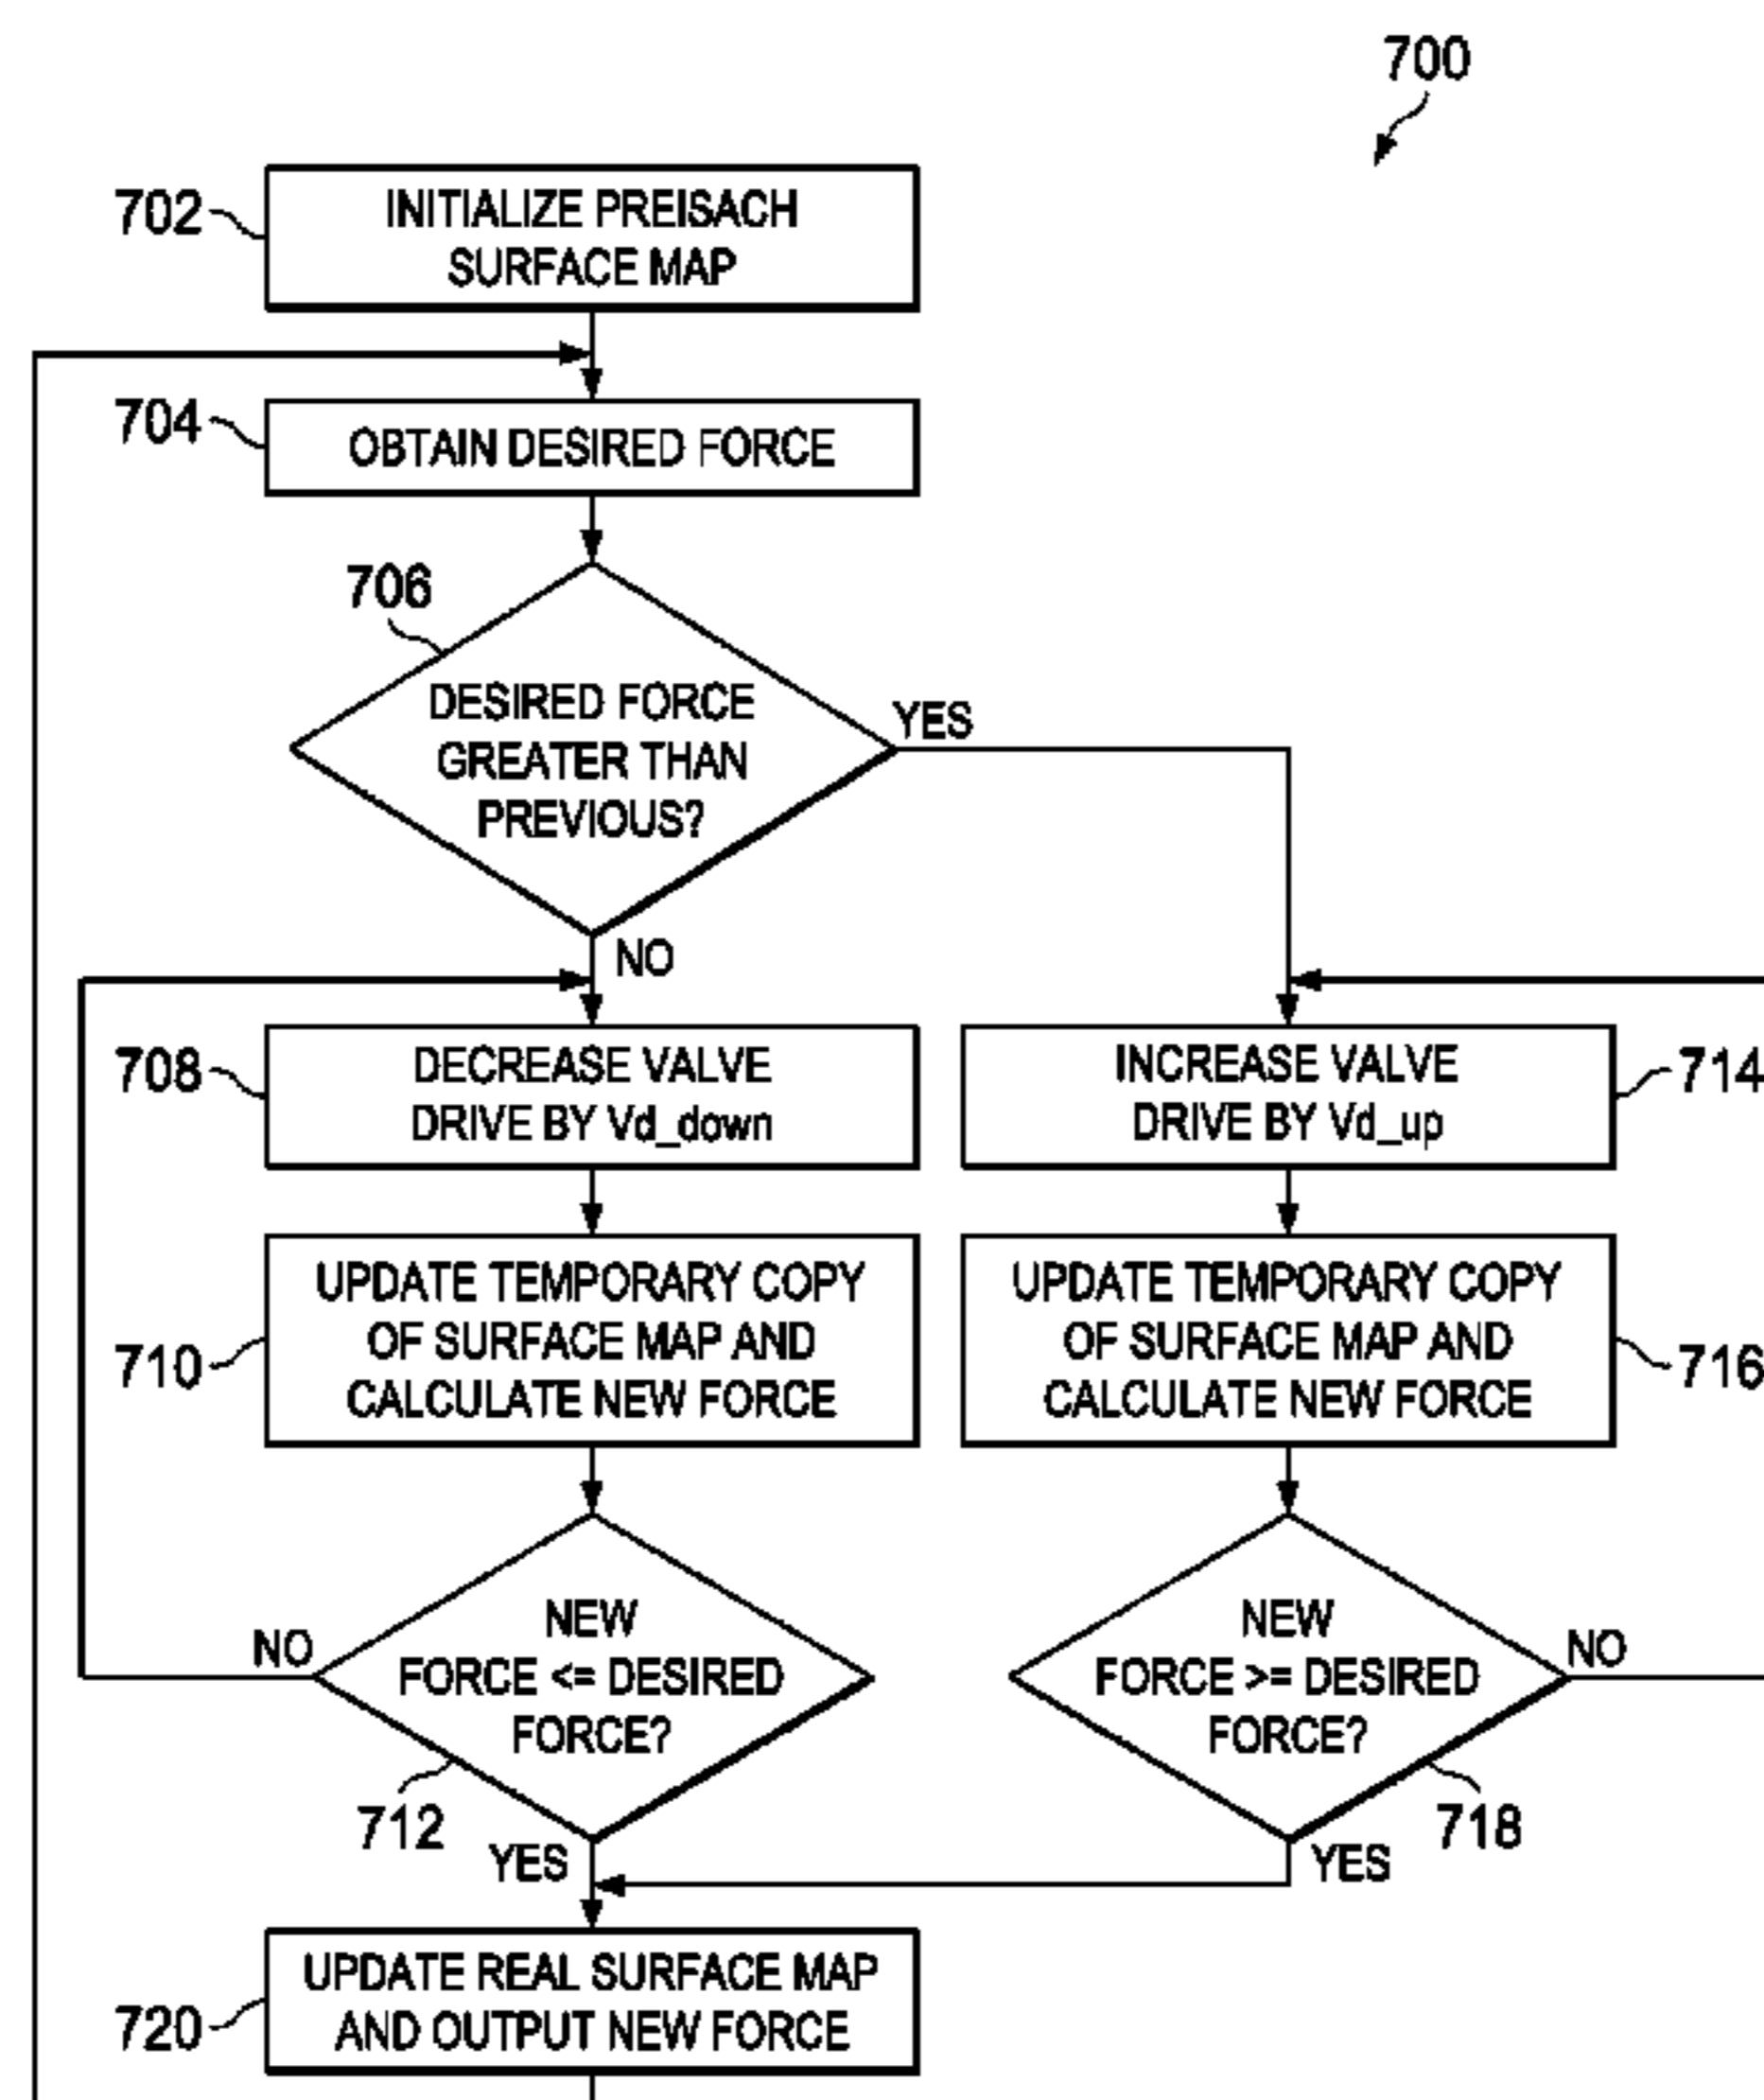 700
702
INITIALIZE PREISACH
SURFACE MAP
704
OBTAIN DESIRED FORCE
706
DESIRED FORCE
GREATER THAN
PREVIOUS?
YES
NO
708
DECREASE VALVE
DRIVE BY Vd_down
INCREASE VALVE
DRIVE BY Vd_up
714
710
UPDATE TEMPORARY COPY
OF SURFACE MAP AND
CALCULATE NEW FORCE
UPDATE TEMPORARY COPY
OF SURFACE MAP AND
CALCULATE NEW FORCE
716
NO
NEW
FORCE <= DESIRED
FORCE?
712
YES
NEW
FORCE >= DESIRED
FORCE?
NO
718
YES
720
UPDATE REAL SURFACE MAP
AND OUTPUT NEW FORCE